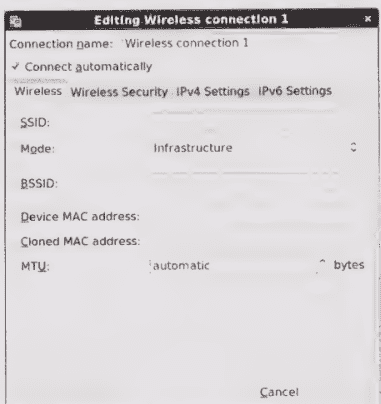 Editing Wireless connection 1 ×
Connection name: Wireless connection 1
✓ Connect automatically
Wireless Wireless Security IPv4 Settings IPv6 Settings
SSID:
Mode: Infrastructure
BSSID:
Device MAC address:
Cloned MAC address:
MTU: automatic bytes
Cancel